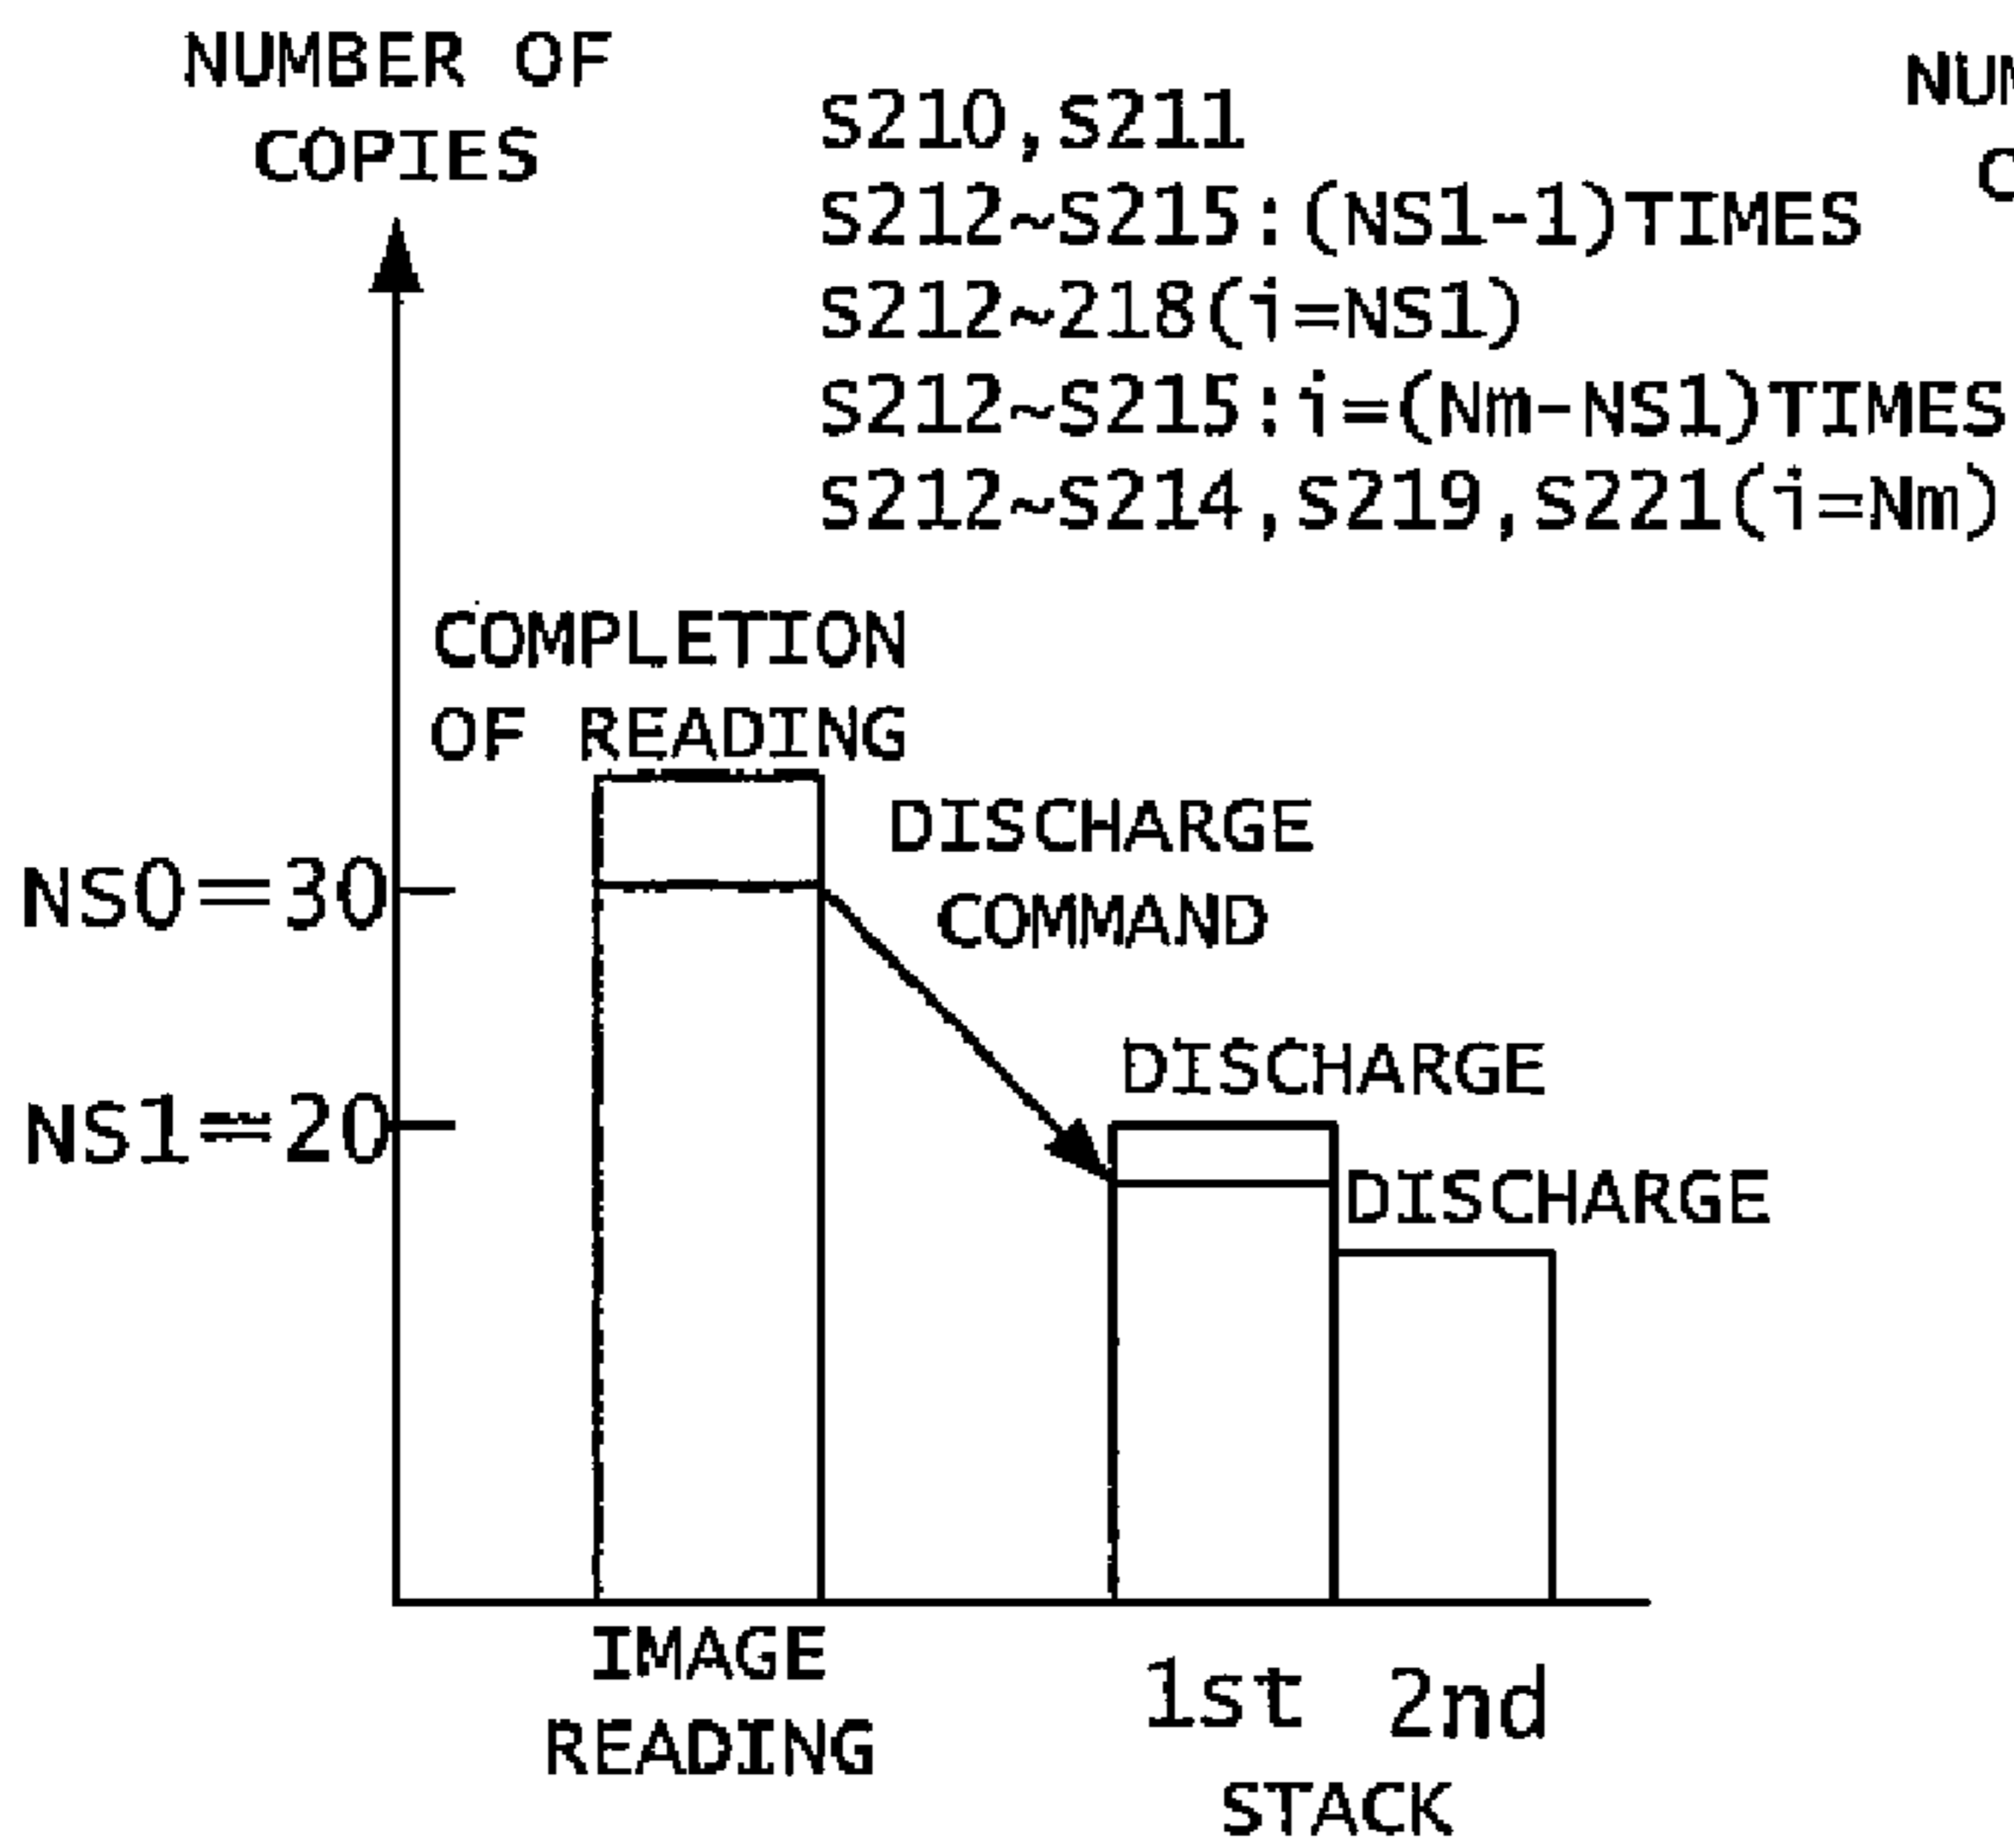 NUMBER OF
COPIES
S210,S211
S212~S215:(NS1-1)TIMES
S212~218(i=NS1)
S212~S215:i=(Nm-NS1)TIMES
S212~S214,S219,S221(i=Nm)
COMPLETION
OF READING
DISCHARGE
COMMAND
NS0=30
DISCHARGE
NS1=20
DISCHARGE
IMAGE
READING
1st 2nd
STACK